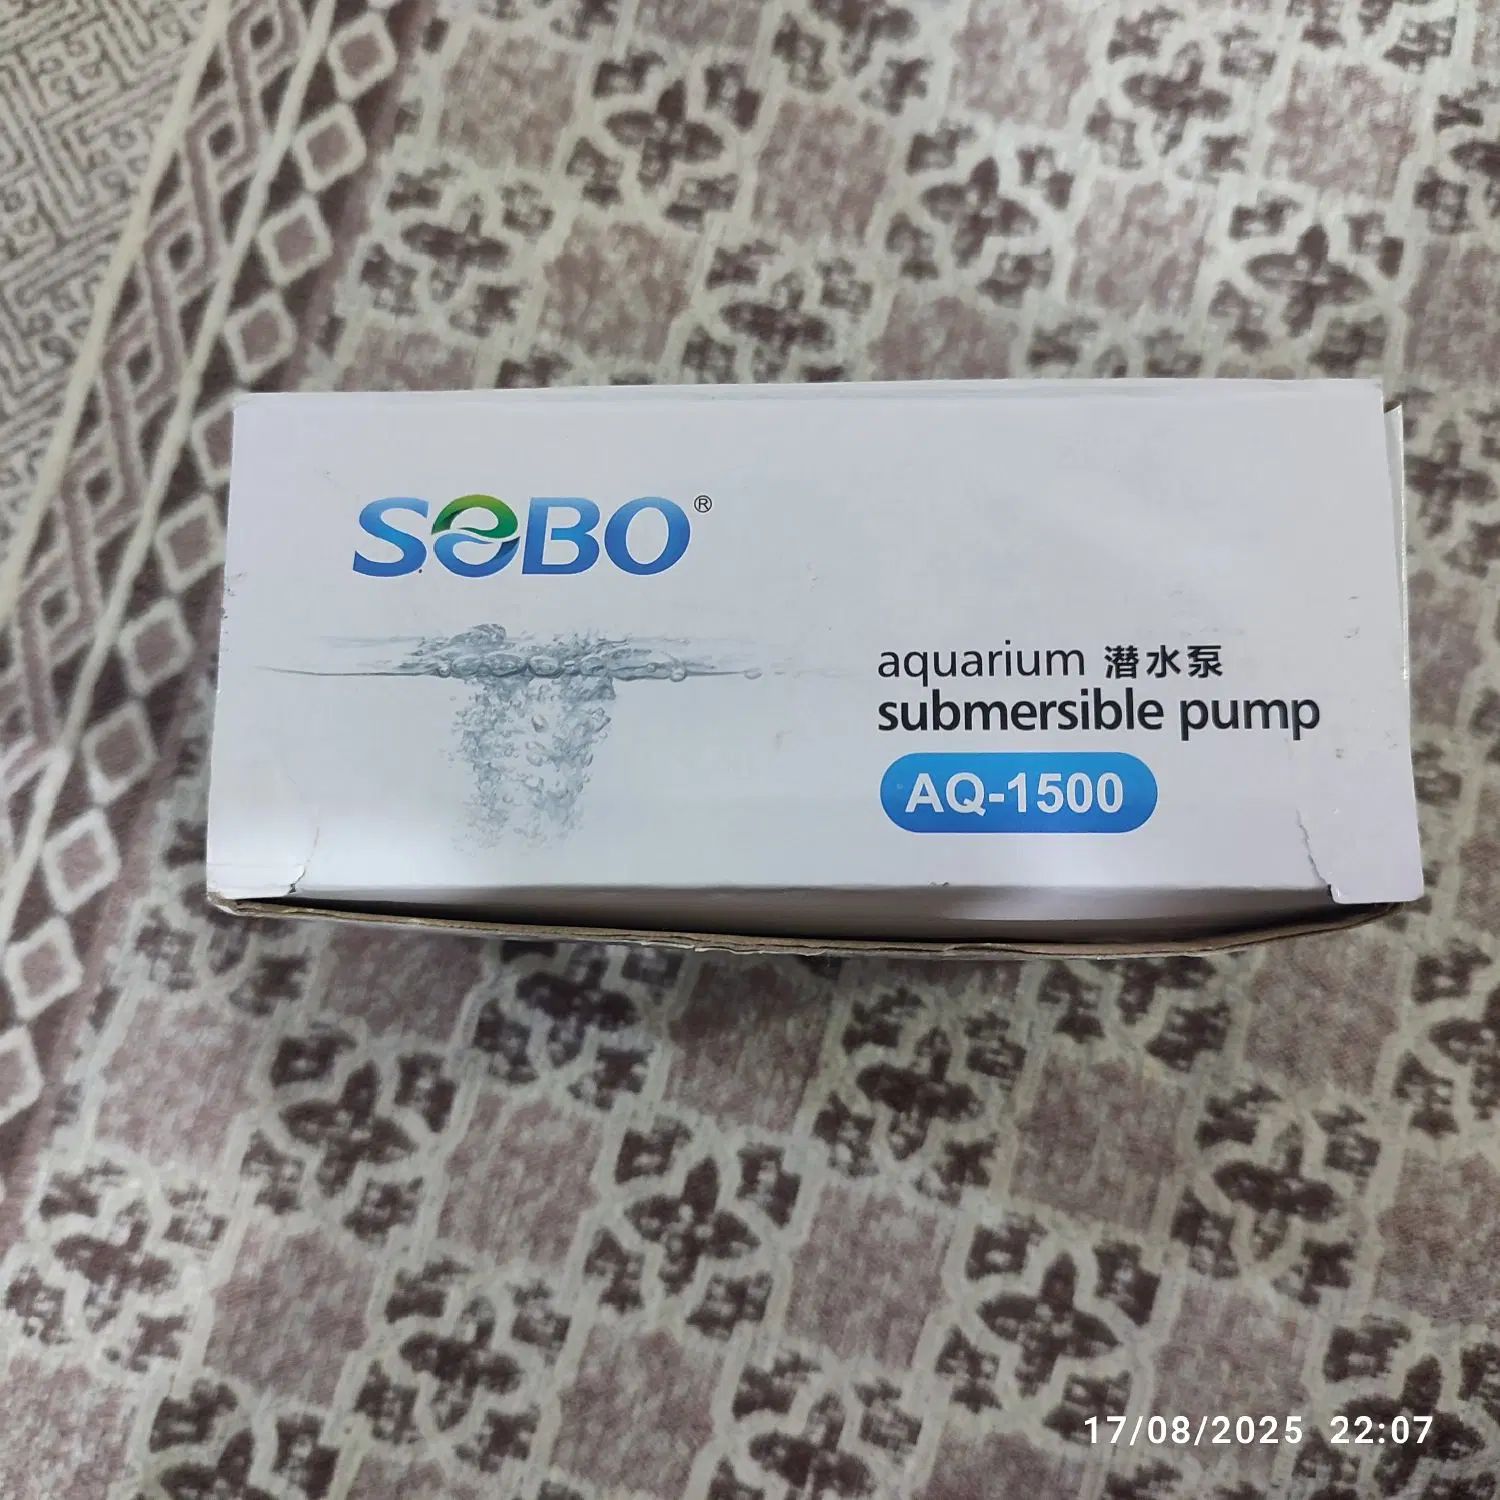 SOBO®
aquarium 潜水泵
submersible pump
AQ-1500
17/08/2025 22:07